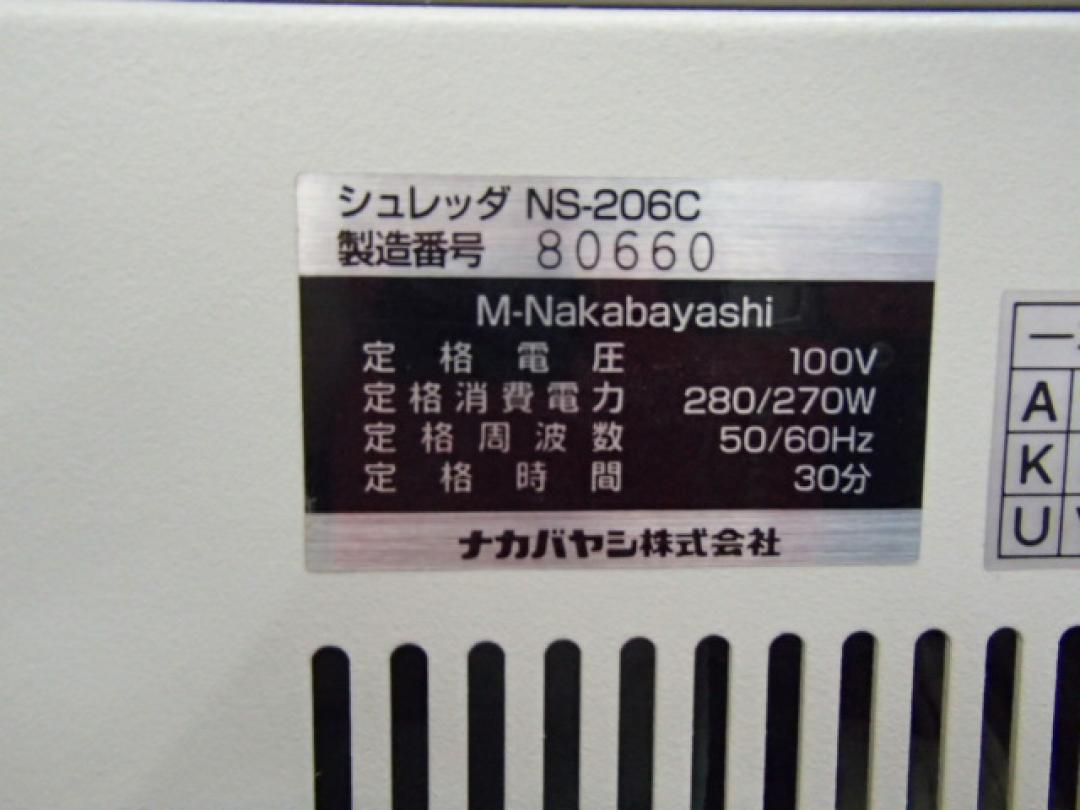 シュレッダ NS-206C
製造番号 80660
M-Nakabayashi
定格電圧 100V
定格消費電力 280/270W
定格周波数 50/60Hz
定格時間 30分
ナカバヤシ株式会社
A
K
U